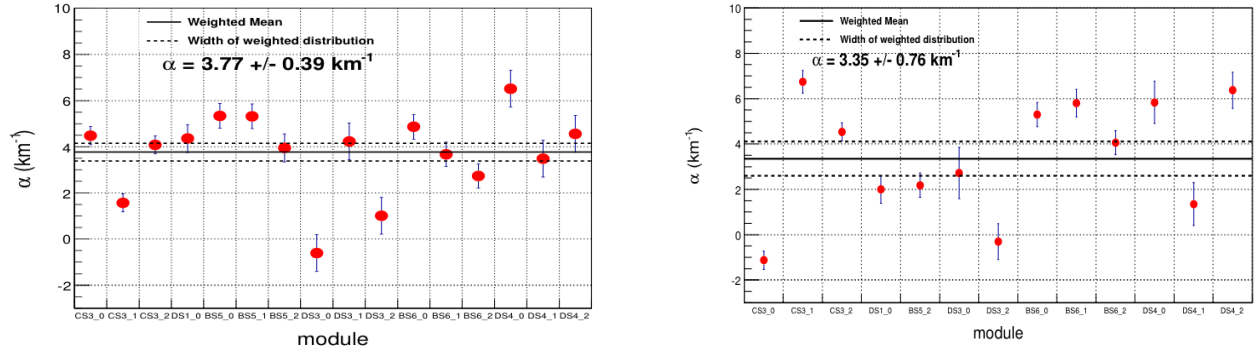 10
8
6
4
2
0
-2
α (km⁻¹)
Weighted Mean
Width of weighted distribution
α = 3.77 +/- 0.39 km⁻¹
CS3_0 CS3_1 CS3_2 DS1_0 BS5_0 BS5_1 BS5_2 DS3_0 DS3_1 DS3_2 BS6_0 BS6_1 BS6_2 DS4_0 DS4_1 DS4_2
module
10
8
6
4
2
0
-2
α (km⁻¹)
Weighted Mean
Width of weighted distribution
α = 3.35 +/- 0.76 km⁻¹
CS3_0 CS3_1 CS3_2 DS1_0 BS5_2 DS3_0 DS3_2 BS6_0 BS6_1 BS6_2 DS4_0 DS4_1 DS4_2
module